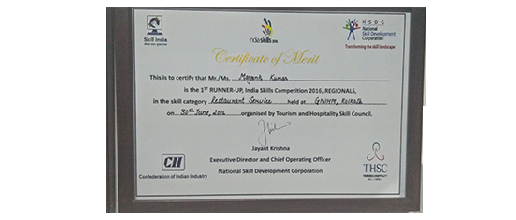 Skill India
india skills 2016
N S D C
National
Skill Development
Corporation
Transforming the skill landscape
Certificate of Merit
This is to certify that Mr./Ms. Mayank Kumar
is the 1ST RUNNER-UP, India Skills Competition 2016, REGIONALs,
in the skill category Restaurant Service held at GNIHM, Kolkata
on 30th June, 2016 organised by Tourism and Hospitality Skill Council.
Jayant Krishna
Executive Director and Chief Operating Officer
National Skill Development Corporation
CII
Confederation of Indian Industry
THSC